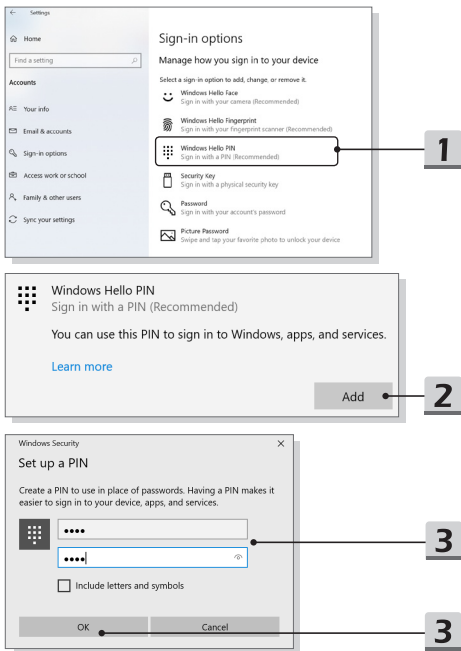 Settings
Home
Find a setting
Accounts
Your info
Email & accounts
Sign-in options
Access work or school
Family & other users
Sync your settings
Sign-in options
Manage how you sign in to your device
Select a sign-in option to add, change, or remove it.
Windows Hello Face
Sign in with your camera (Recommended)
Windows Hello Fingerprint
Sign in with your fingerprint scanner (Recommended)
Windows Hello PIN
Sign in with a PIN (Recommended)
Security Key
Sign in with a physical security key
Password
Sign in with your account's password
Picture Password
Swipe and tap your favorite photo to unlock your device
1
Windows Hello PIN
Sign in with a PIN (Recommended)
You can use this PIN to sign in to Windows, apps, and services.
Learn more
Add
2
Windows Security
Set up a PIN
Create a PIN to use in place of passwords. Having a PIN makes it
easier to sign in to your device, apps, and services.
3
Include letters and symbols
OK
Cancel
3